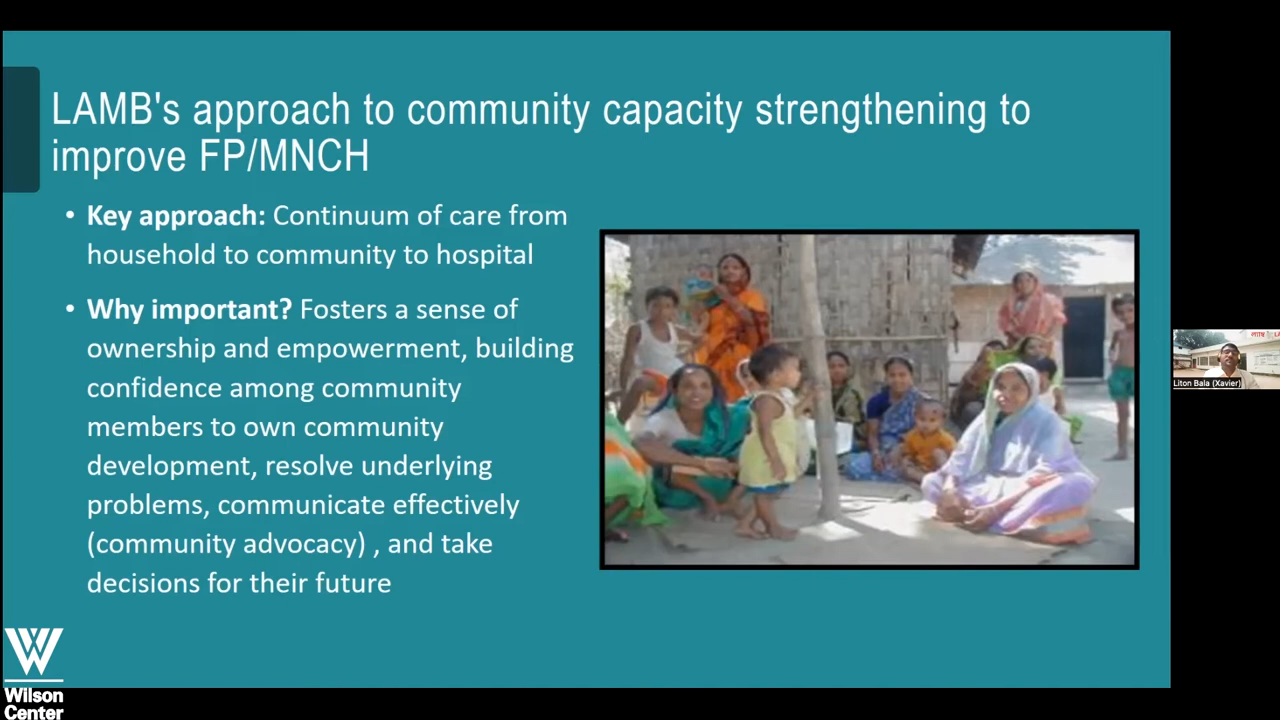 LAMB's approach to community capacity strengthening to
improve FP/MNCH
• Key approach: Continuum of care from
household to community to hospital
• Why important? Fosters a sense of
ownership and empowerment, building
confidence among community
members to own community
development, resolve underlying
problems, communicate effectively
(community advocacy) , and take
decisions for their future
Liton Bala (Xavier)
W
Wilson
Center